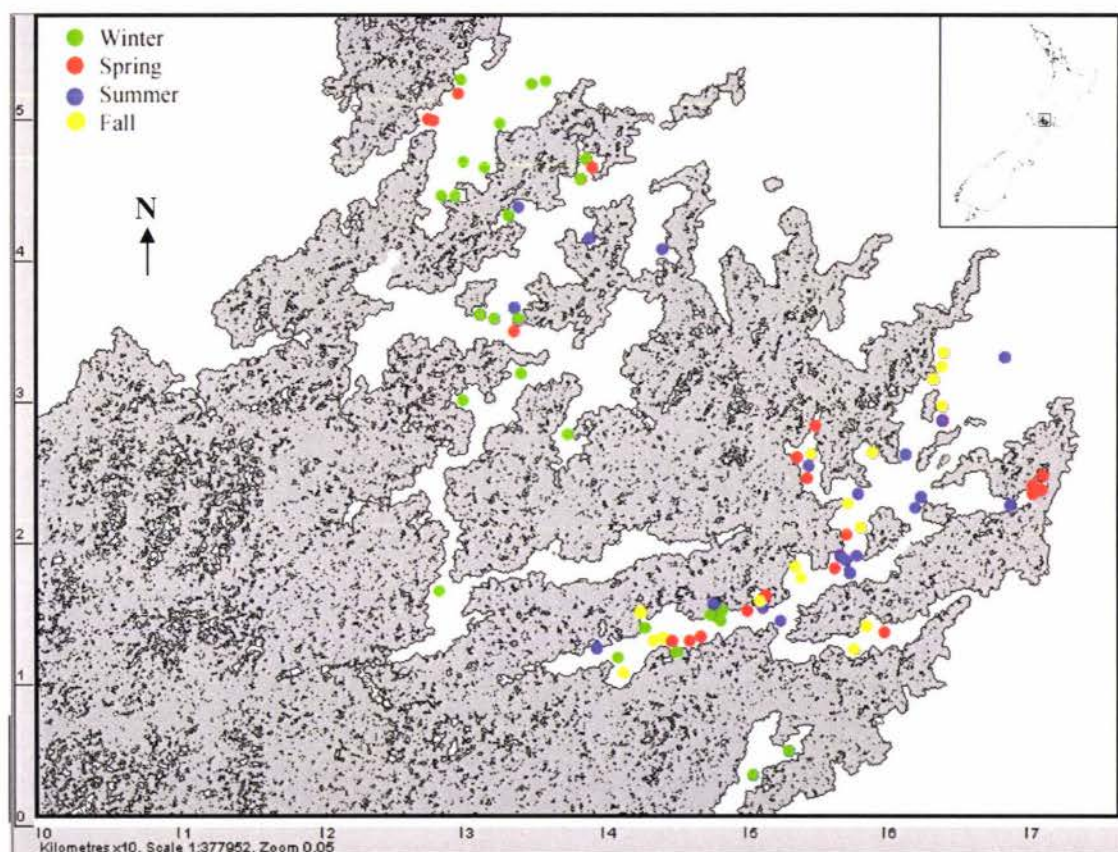 Winter
Spring
Summer
Fall
N
5
4
3
2
1
0
10 11 12 13 14 15 16 17
Kilometres x10, Scale 1:377952, Zoom 0.05